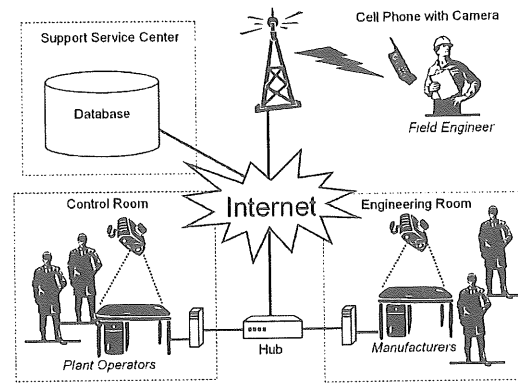 Support Service Center
Cell Phone with Camera
Database
Field Engineer
Control Room
Internet
Engineering Room
Plant Operators
Hub
Manufacturers